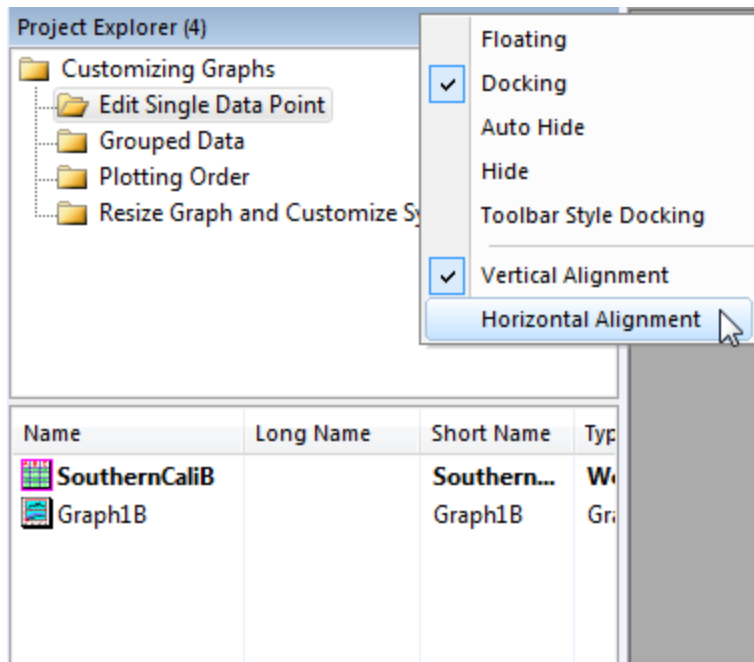 Project Explorer (4)
Customizing Graphs
Edit Single Data Point
Grouped Data
Plotting Order
Resize Graph and Customize Sy
Floating
Docking
Auto Hide
Hide
Toolbar Style Docking
Vertical Alignment
Horizontal Alignment
Name Long Name Short Name Typ
SouthernCaliB Southern... Wo
Graph1B Graph1B Gra